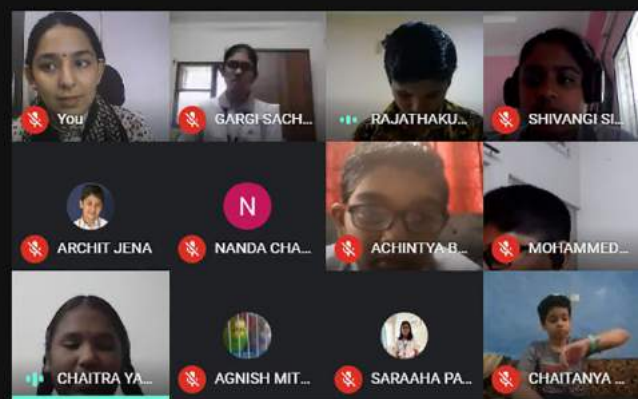 You
GARGI SACH...
RAJATHAKU...
SHIVANGI SI...
ARCHIT JENA
N
NANDA CHA...
ACHINTYA B...
MOHAMMED...
CHAITRA YA...
AGNISH MIT...
SARAAHA PA...
CHAITANYA ...